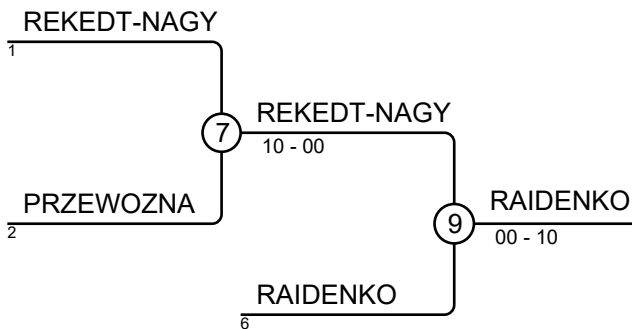 REKEDT-NAGY
1
7
REKEDT-NAGY
10 - 00
PRZEWOZNA
2
9
RAIDENKO
00 - 10
RAIDENKO
6